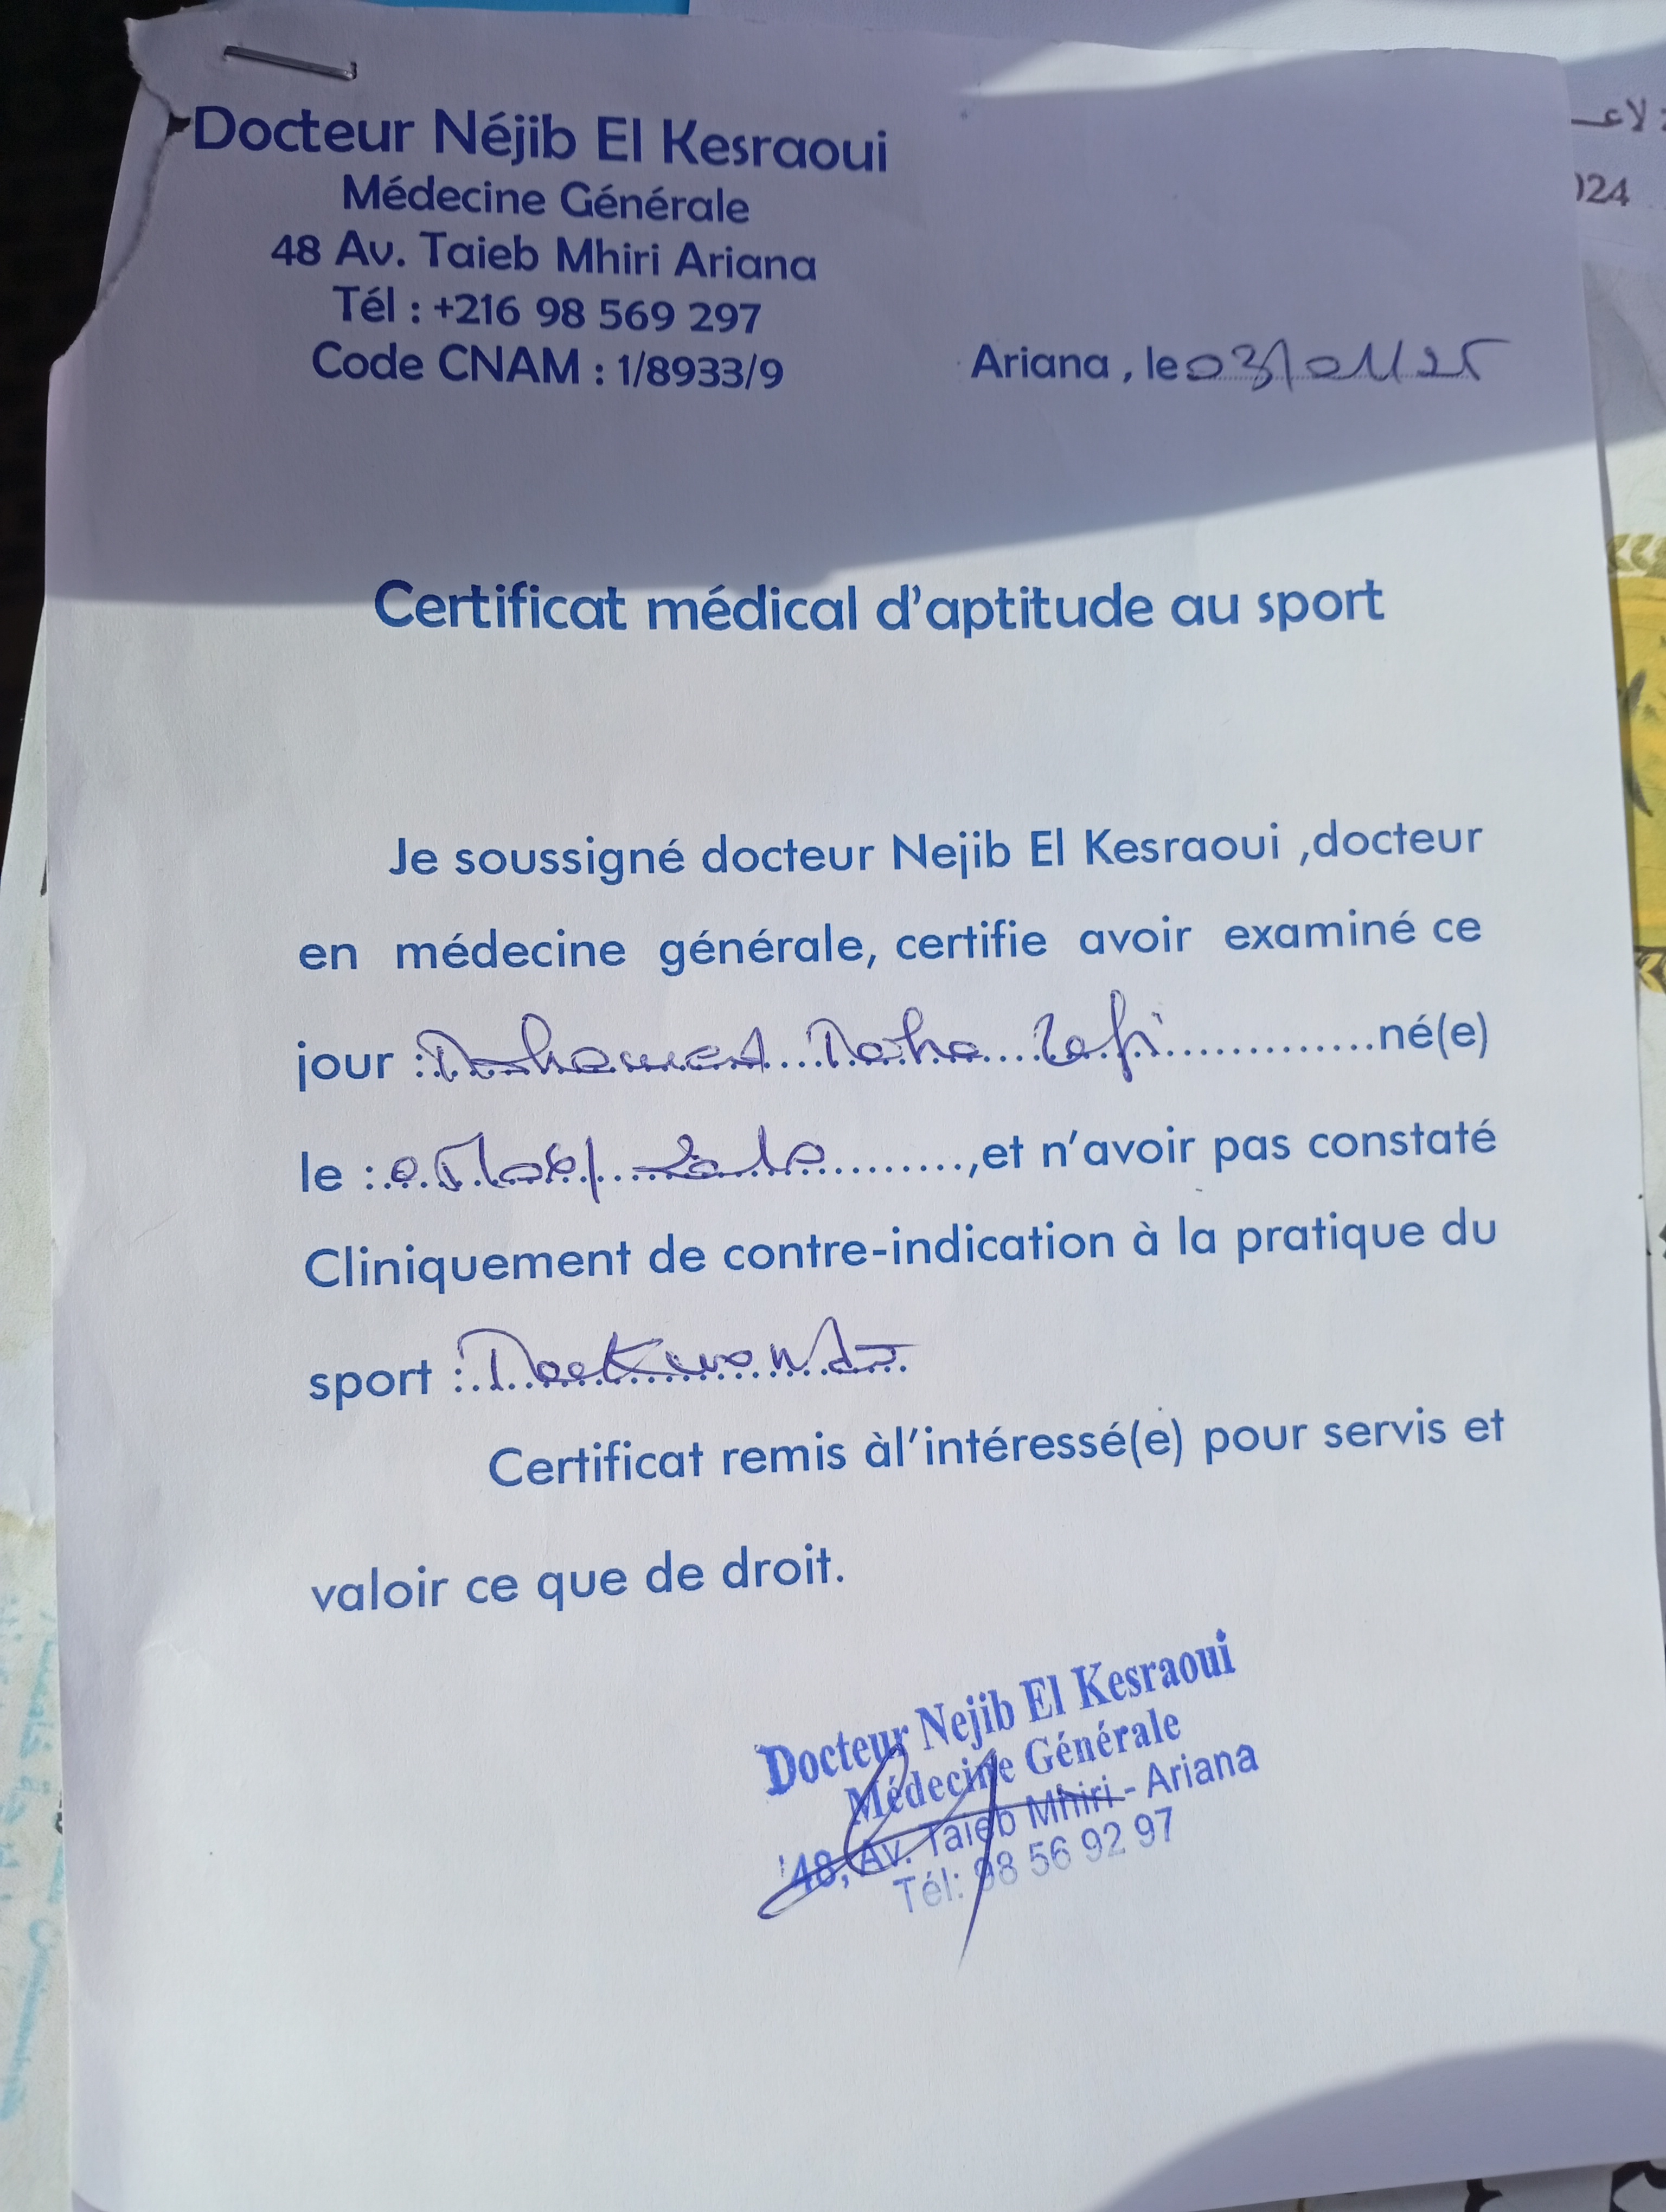 Docteur Néjib El Kesraoui
Médecine Générale
48 Av. Taieb Mhiri Ariana
Tél : +216 98 569 297
Code CNAM : 1/8933/9
Ariana , le 03/01/25
Certificat médical d'aptitude au sport
Je soussigné docteur Nejib El Kesraoui ,docteur
en médecine générale, certifie avoir examiné ce
jour : Mohamed Taha né(e)
le : ,et n'avoir pas constaté
Cliniquement de contre-indication à la pratique du
sport : Taekwondo
Certificat remis àl'intéressé(e) pour servis et
valoir ce que de droit.
Docteur Nejib El Kesraoui
Médecine Générale
48, Av. Taieb Mhiri - Ariana
Tél: 98 56 92 97
024